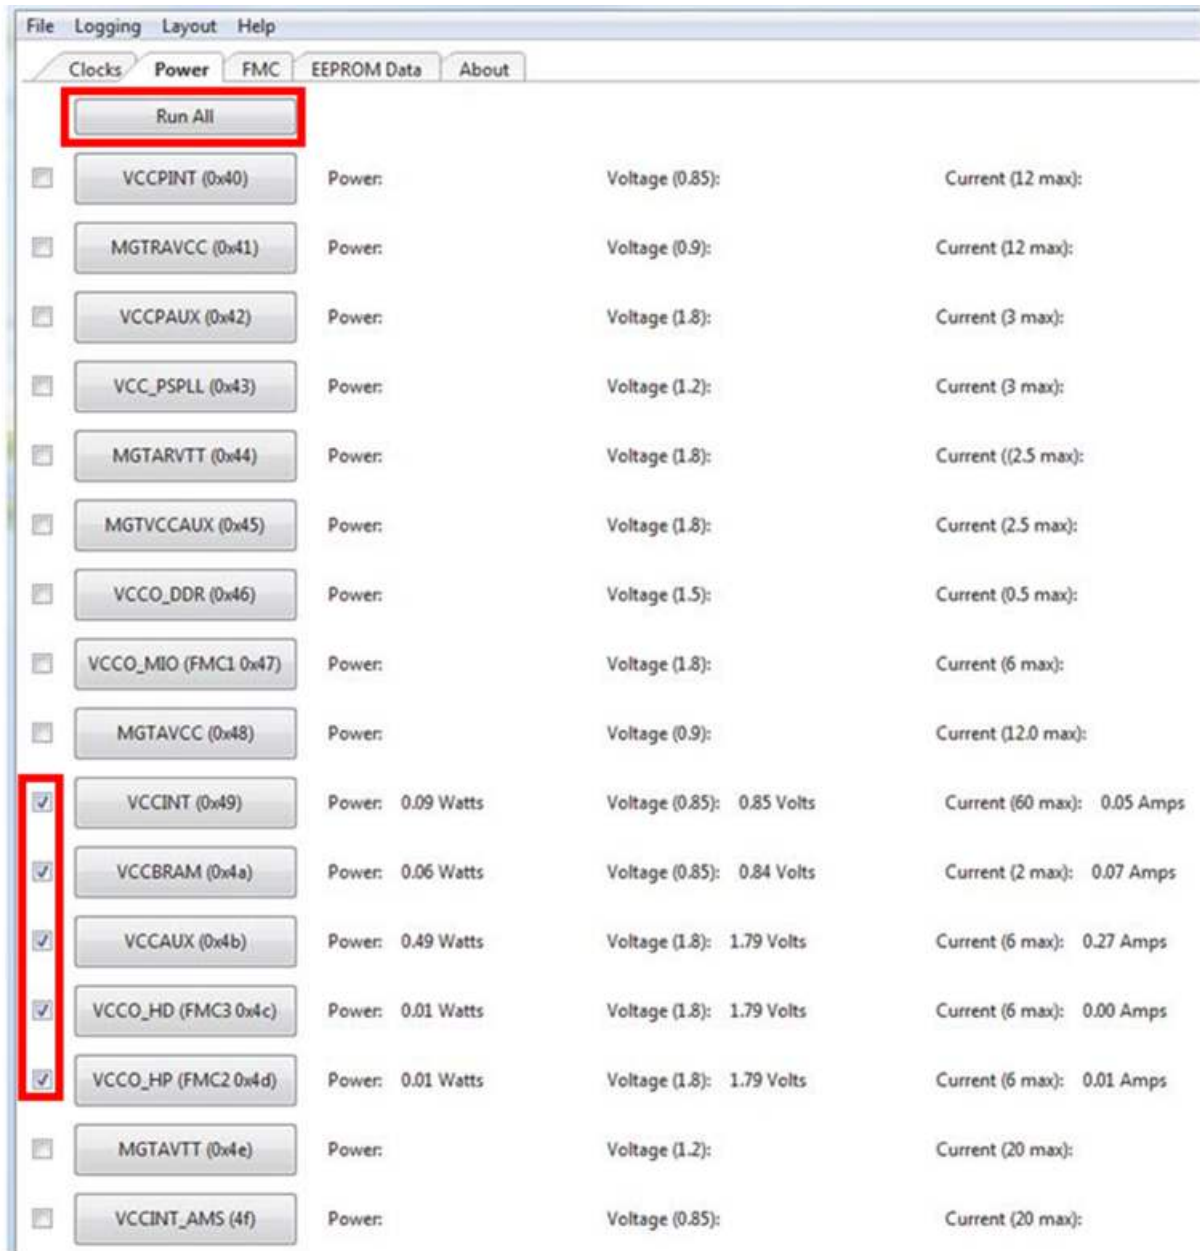 File Logging Layout Help
Clocks Power FMC EEPROM Data About
Run All
VCCPINT (0x40) Power: Voltage (0.85): Current (12 max):
MGTRAVCC (0x41) Power: Voltage (0.9): Current (12 max):
VCCPAUX (0x42) Power: Voltage (1.8): Current (3 max):
VCC_PSPLL (0x43) Power: Voltage (1.2): Current (3 max):
MGTARVTT (0x44) Power: Voltage (1.8): Current ((2.5 max):
MGTVCCAUX (0x45) Power: Voltage (1.8): Current (2.5 max):
VCCO_DDR (0x46) Power: Voltage (1.5): Current (0.5 max):
VCCO_MIO (FMC1 0x47) Power: Voltage (1.8): Current (6 max):
MGTAVCC (0x48) Power: Voltage (0.9): Current (12.0 max):
VCCINT (0x49) Power: 0.09 Watts Voltage (0.85): 0.85 Volts Current (60 max): 0.05 Amps
VCCBRAM (0x4a) Power: 0.06 Watts Voltage (0.85): 0.84 Volts Current (2 max): 0.07 Amps
VCCAUX (0x4b) Power: 0.49 Watts Voltage (1.8): 1.79 Volts Current (6 max): 0.27 Amps
VCCO_HD (FMC3 0x4c) Power: 0.01 Watts Voltage (1.8): 1.79 Volts Current (6 max): 0.00 Amps
VCCO_HP (FMC2 0x4d) Power: 0.01 Watts Voltage (1.8): 1.79 Volts Current (6 max): 0.01 Amps
MGTAVTT (0x4e) Power: Voltage (1.2): Current (20 max):
VCCINT_AMS (4f) Power: Voltage (0.85): Current (20 max):